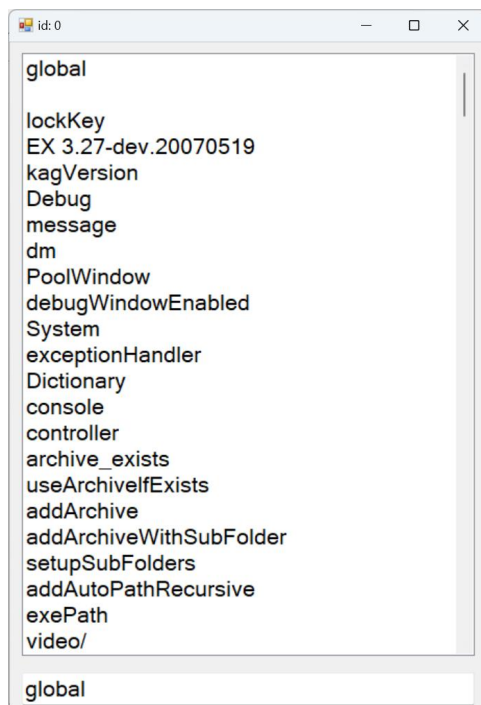 id: 0
global
lockKey
EX 3.27-dev.20070519
kagVersion
Debug
message
dm
PoolWindow
debugWindowEnabled
System
exceptionHandler
Dictionary
console
controller
archive_exists
useArchiveIfExists
addArchive
addArchiveWithSubFolder
setupSubFolders
addAutoPathRecursive
exePath
video/
global